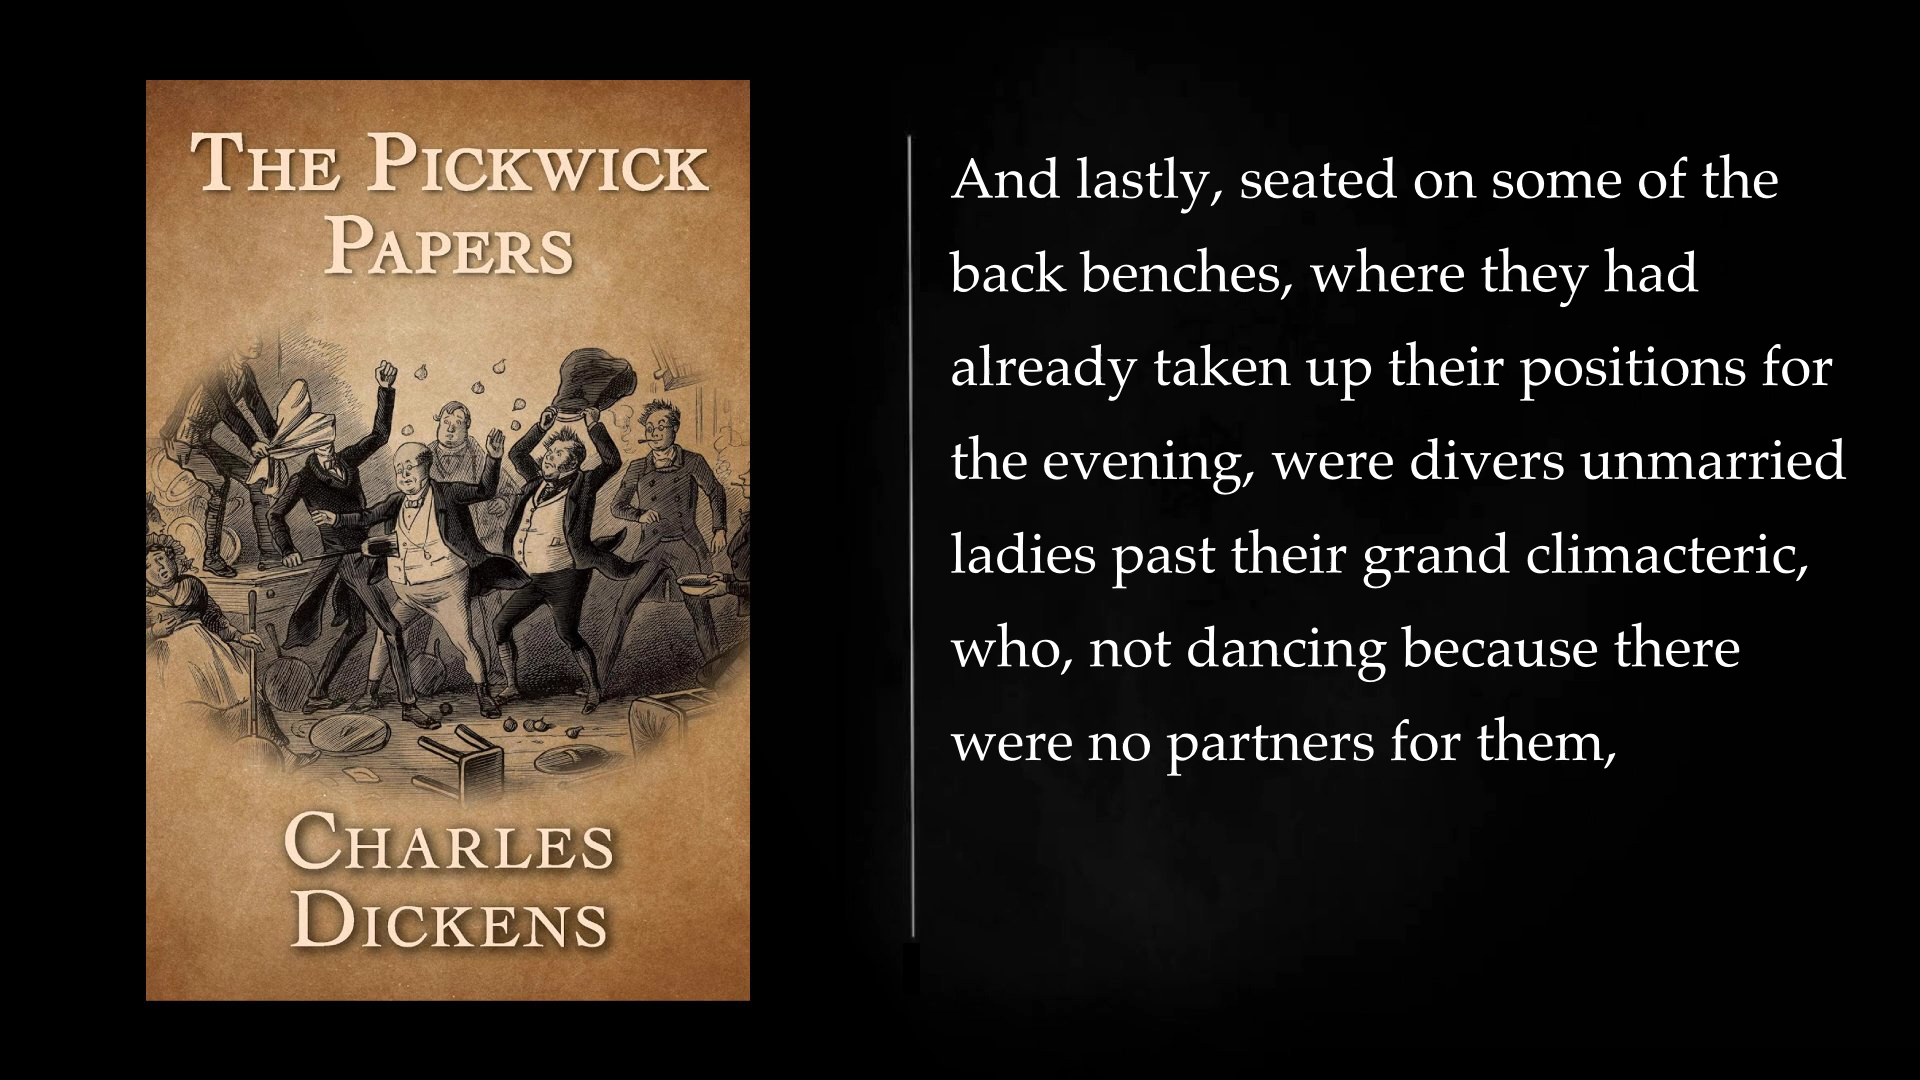 THE PICKWICK
PAPERS
CHARLES
DICKENS
And lastly, seated on some of the
back benches, where they had
already taken up their positions for
the evening, were divers unmarried
ladies past their grand climacteric,
who, not dancing because there
were no partners for them,